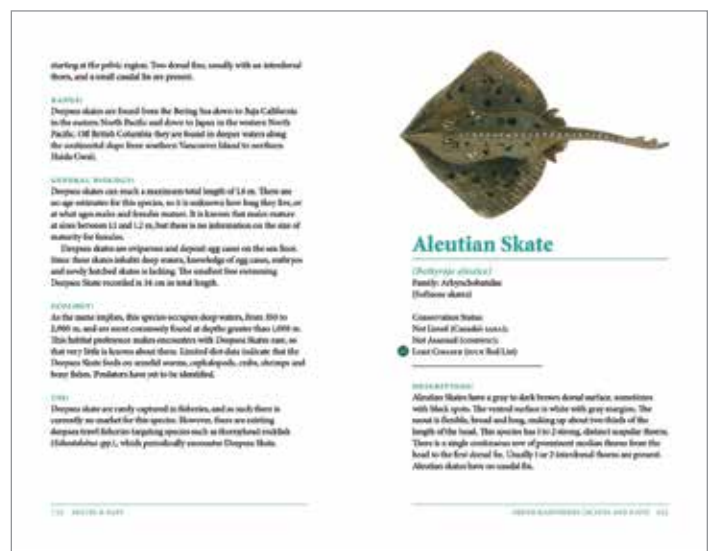 starting at the pelvic region. Two dorsal fins, usually with an interdorsal
thorn, and a small caudal fin are present.
RANGE:
Deepsea skates are found from the Bering Sea down to Baja California
in the eastern North Pacific and down to Japan in the western North
Pacific. Off British Columbia they are found in deeper waters along
the continental slope from southern Vancouver Island to northern
Haida Gwaii.
GENERAL BIOLOGY:
Deepsea skates can reach a maximum total length of 1.6 m. There are
no age estimates for this species, so it is unknown how long they live, or
at what ages males and females mature. It is known that males mature
at sizes between 1.1 and 1.2 m, but there is no information on the size of
maturity for females.
Deepsea skates are oviparous and deposit egg cases on the sea floor.
Since these skates inhabit deep waters, knowledge of egg cases, embryos
and newly hatched skates is lacking. The smallest free swimming
Deepsea Skate recorded is 34 cm in total length.
ECOLOGY:
As the name implies, this species occupies deep waters, from
2,900 m, and are most commonly found at depths greater than 1,000 m.
This habitat preference makes encounters with Deepsea Skates rare, so
that very little is known about them. Limited diet data indicate that the
Deepsea Skate feeds on annelid worms, cephalopods, crabs, shrimps and
bony fishes. Predators have yet to be identified.
USE:
Deepsea skate are rarely captured in fisheries, and as such there is
currently no market for this species. However, there are existing
deepsea trawl fisheries targeting species such as thornyhead rockfish
(Sebastolobus spp.), which periodically encounter Deepsea Skate.
SKATES & RAYS
Aleutian Skate
(Bathyraja aleutica)
Family: Arhynchobatidae
(Softnose skates)
Conservation Status:
Not Listed (Canada's SARA);
Not Assessed (COSEWIC);
Least Concern (IUCN Red List)
DESCRIPTION:
Aleutian Skates have a gray to dark brown dorsal surface, sometimes
with black spots. The ventral surface is white with gray margins. The
snout is flexible, broad and long, making up about two thirds of the
length of the head. This species has 1 to 2 strong, distinct scapular thorns.
There is a single continuous row of prominent median thorns from the
head to the first dorsal fin. Usually 1 or 2 interdorsal thorns are present.
Aleutian skates have no caudal fin.
(SKATES AND RAYS)